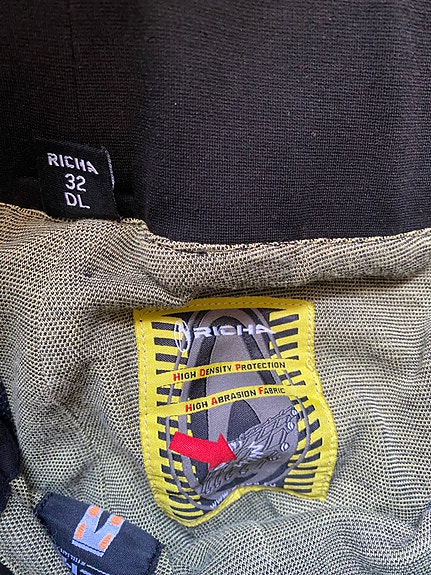 RICHA
32
DL
RICHA
HIGH DENSITY PROTECTION
HIGH ABRASION FABRIC